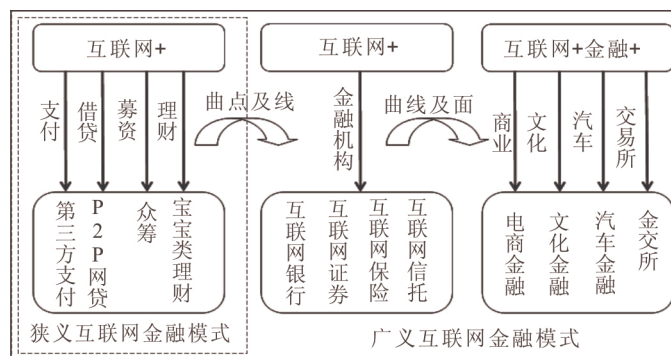 互联网+
互联网+
互联网+金融+
支付
借贷
募资
理财
曲点及线
金融机构
曲线及面
商业
文化
汽车
交易所
第三方支付
P2P网贷
众筹
宝宝类理财
互联网银行
互联网证券
互联网保险
互联网信托
电商金融
文化金融
汽车金融
金交所
狭义互联网金融模式
广义互联网金融模式